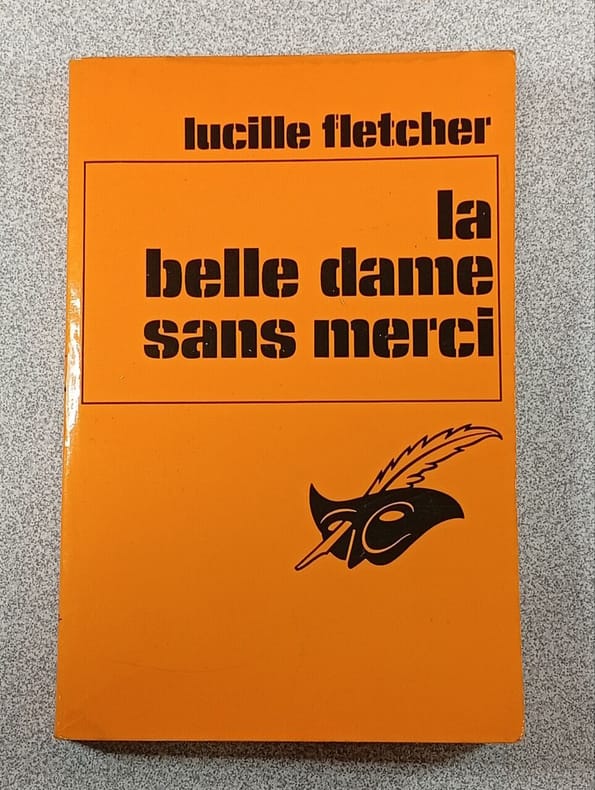 lucille fletcher
la
belle dame
sans merci